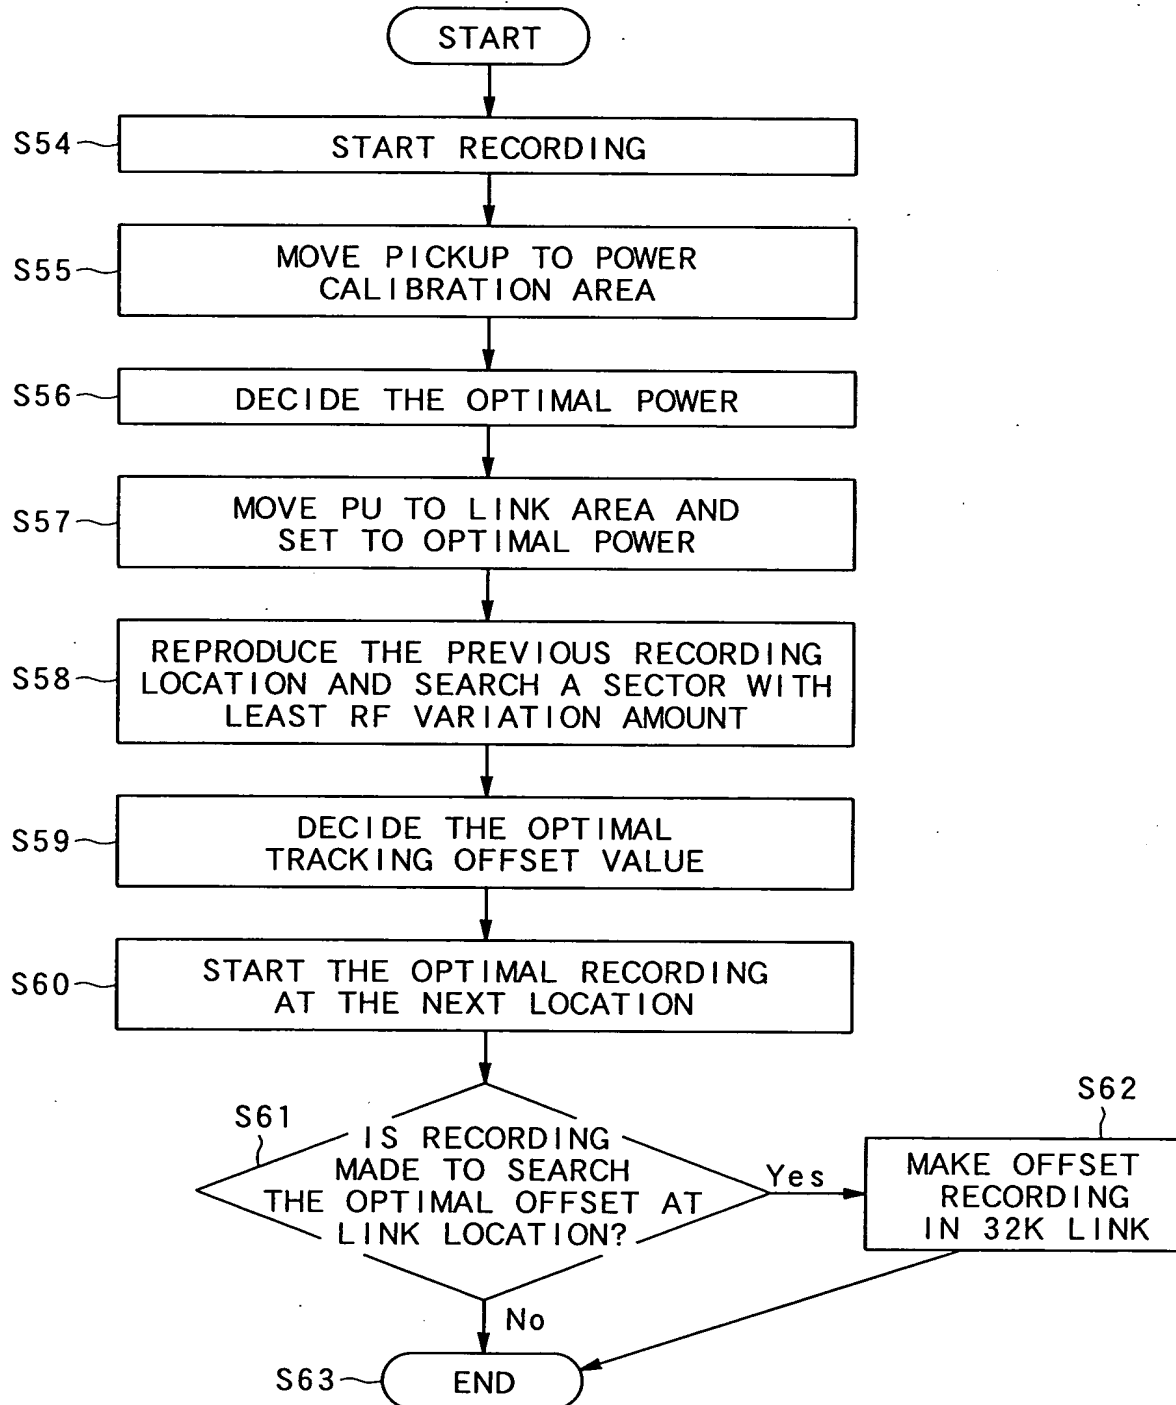 START
S54
START RECORDING
S55
MOVE PICKUP TO POWER
CALIBRATION AREA
S56
DECIDE THE OPTIMAL POWER
S57
MOVE PU TO LINK AREA AND
SET TO OPTIMAL POWER
S58
REPRODUCE THE PREVIOUS RECORDING
LOCATION AND SEARCH A SECTOR WITH
LEAST RF VARIATION AMOUNT
S59
DECIDE THE OPTIMAL
TRACKING OFFSET VALUE
S60
START THE OPTIMAL RECORDING
AT THE NEXT LOCATION
S61
IS RECORDING
MADE TO SEARCH
THE OPTIMAL OFFSET AT
LINK LOCATION?
Yes
S62
MAKE OFFSET
RECORDING
IN 32K LINK
No
S63
END